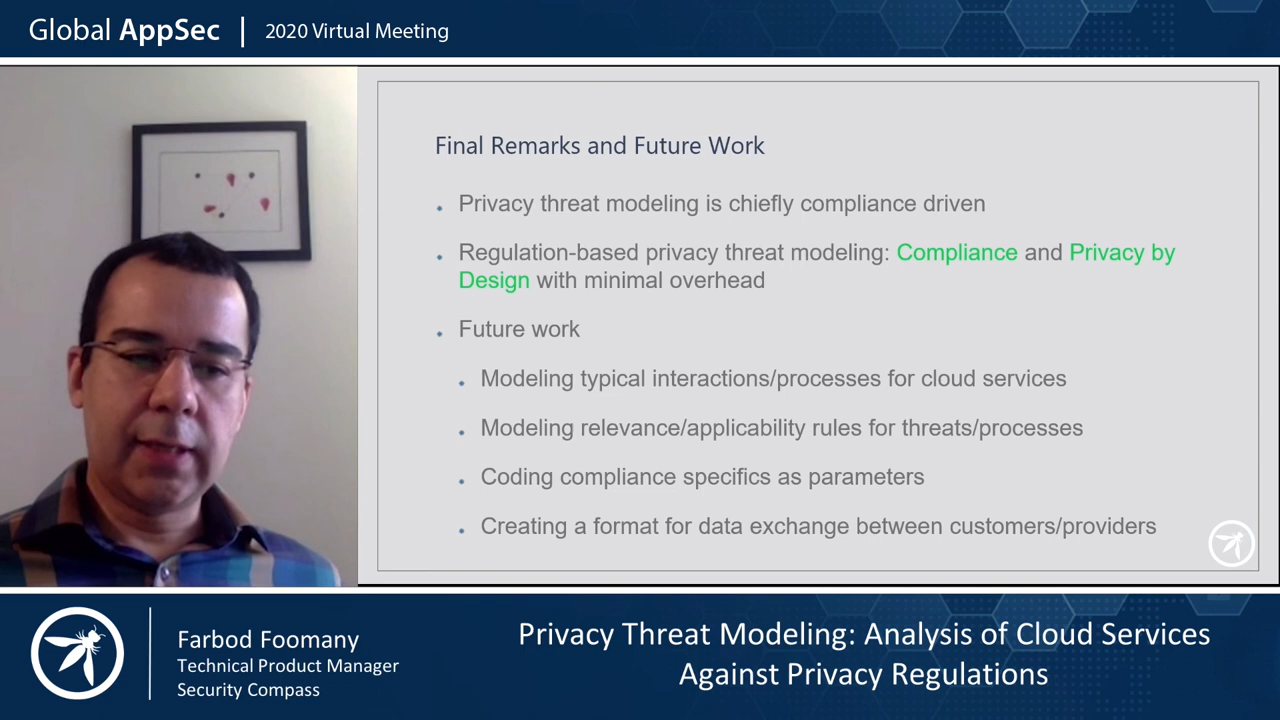 Global AppSec | 2020 Virtual Meeting
Final Remarks and Future Work
Privacy threat modeling is chiefly compliance driven
Regulation-based privacy threat modeling: Compliance and Privacy by
Design with minimal overhead
Future work
Modeling typical interactions/processes for cloud services
Modeling relevance/applicability rules for threats/processes
Coding compliance specifics as parameters
Creating a format for data exchange between customers/providers
Farbod Foomany
Technical Product Manager
Security Compass
Privacy Threat Modeling: Analysis of Cloud Services
Against Privacy Regulations